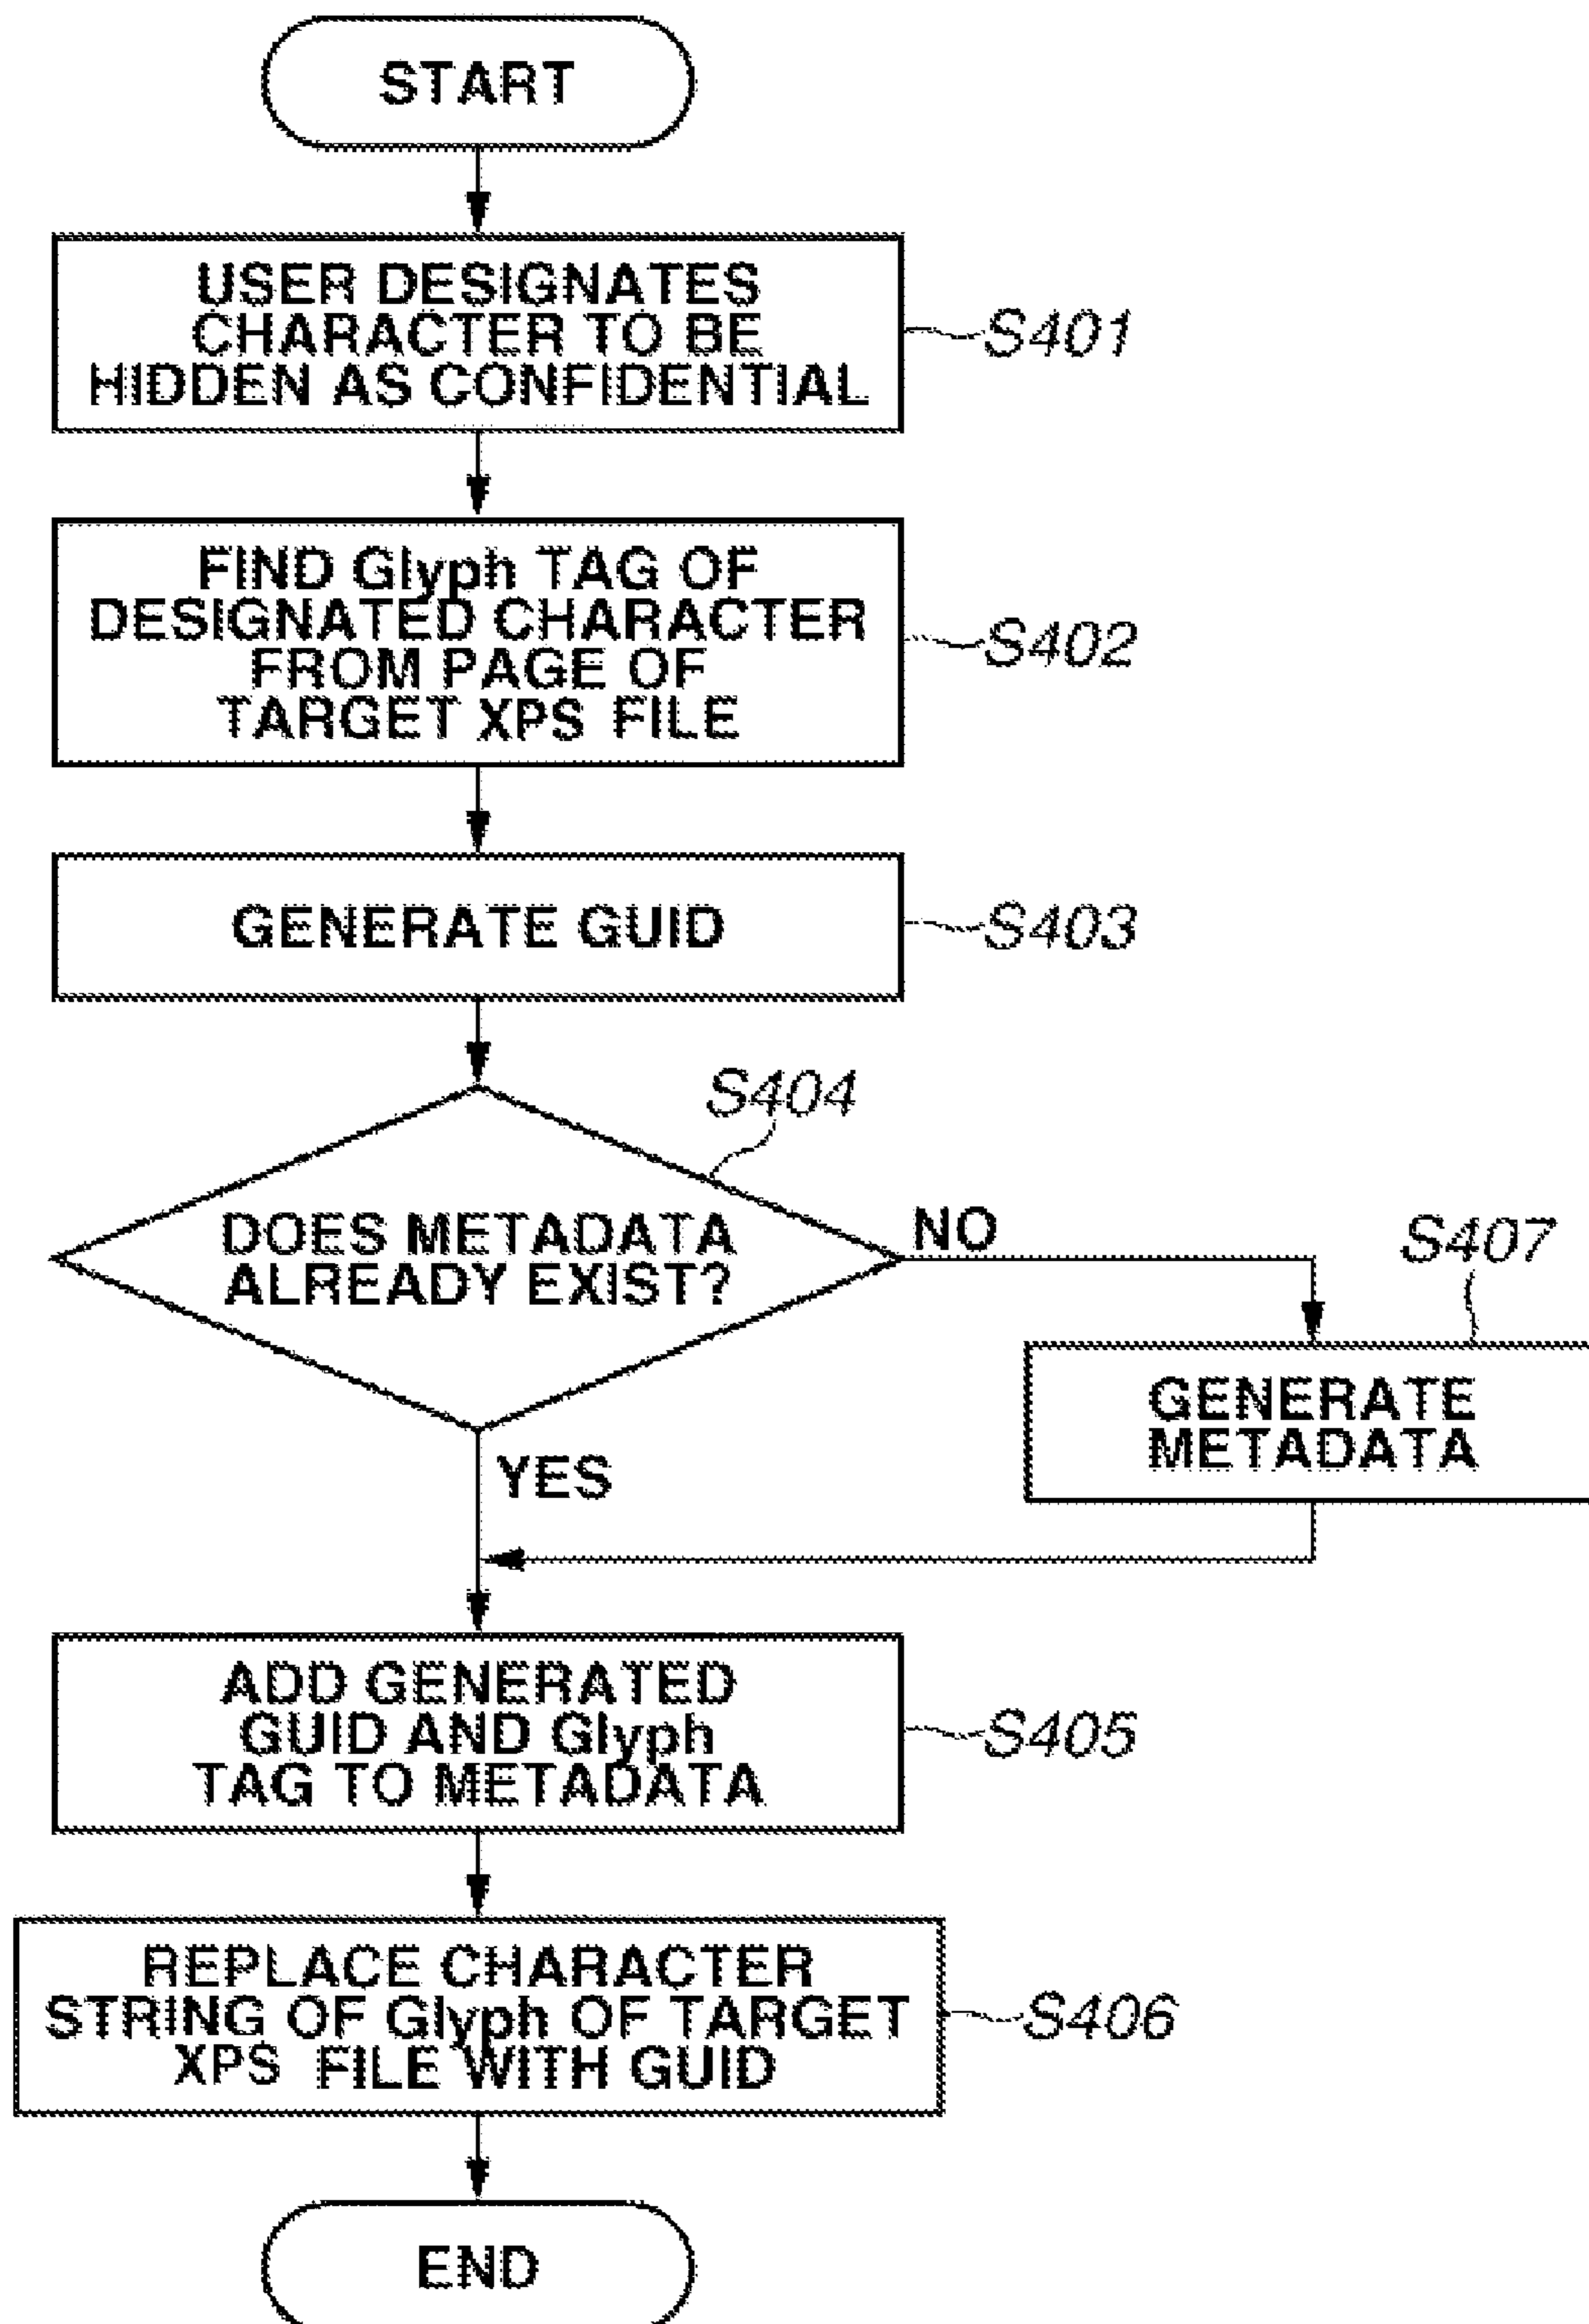 START
USER DESIGNATES
CHARACTER TO BE
HIDDEN AS CONFIDENTIAL
S401
FIND Glyph TAG OF
DESIGNATED CHARACTER
FROM PAGE OF
TARGET XPS FILE
S402
GENERATE GUID
S403
S404
DOES METADATA
ALREADY EXIST?
NO
S407
GENERATE
METADATA
YES
ADD GENERATED
GUID AND Glyph
TAG TO METADATA
S405
REPLACE CHARACTER
STRING OF Glyph OF TARGET
XPS FILE WITH GUID
S406
END